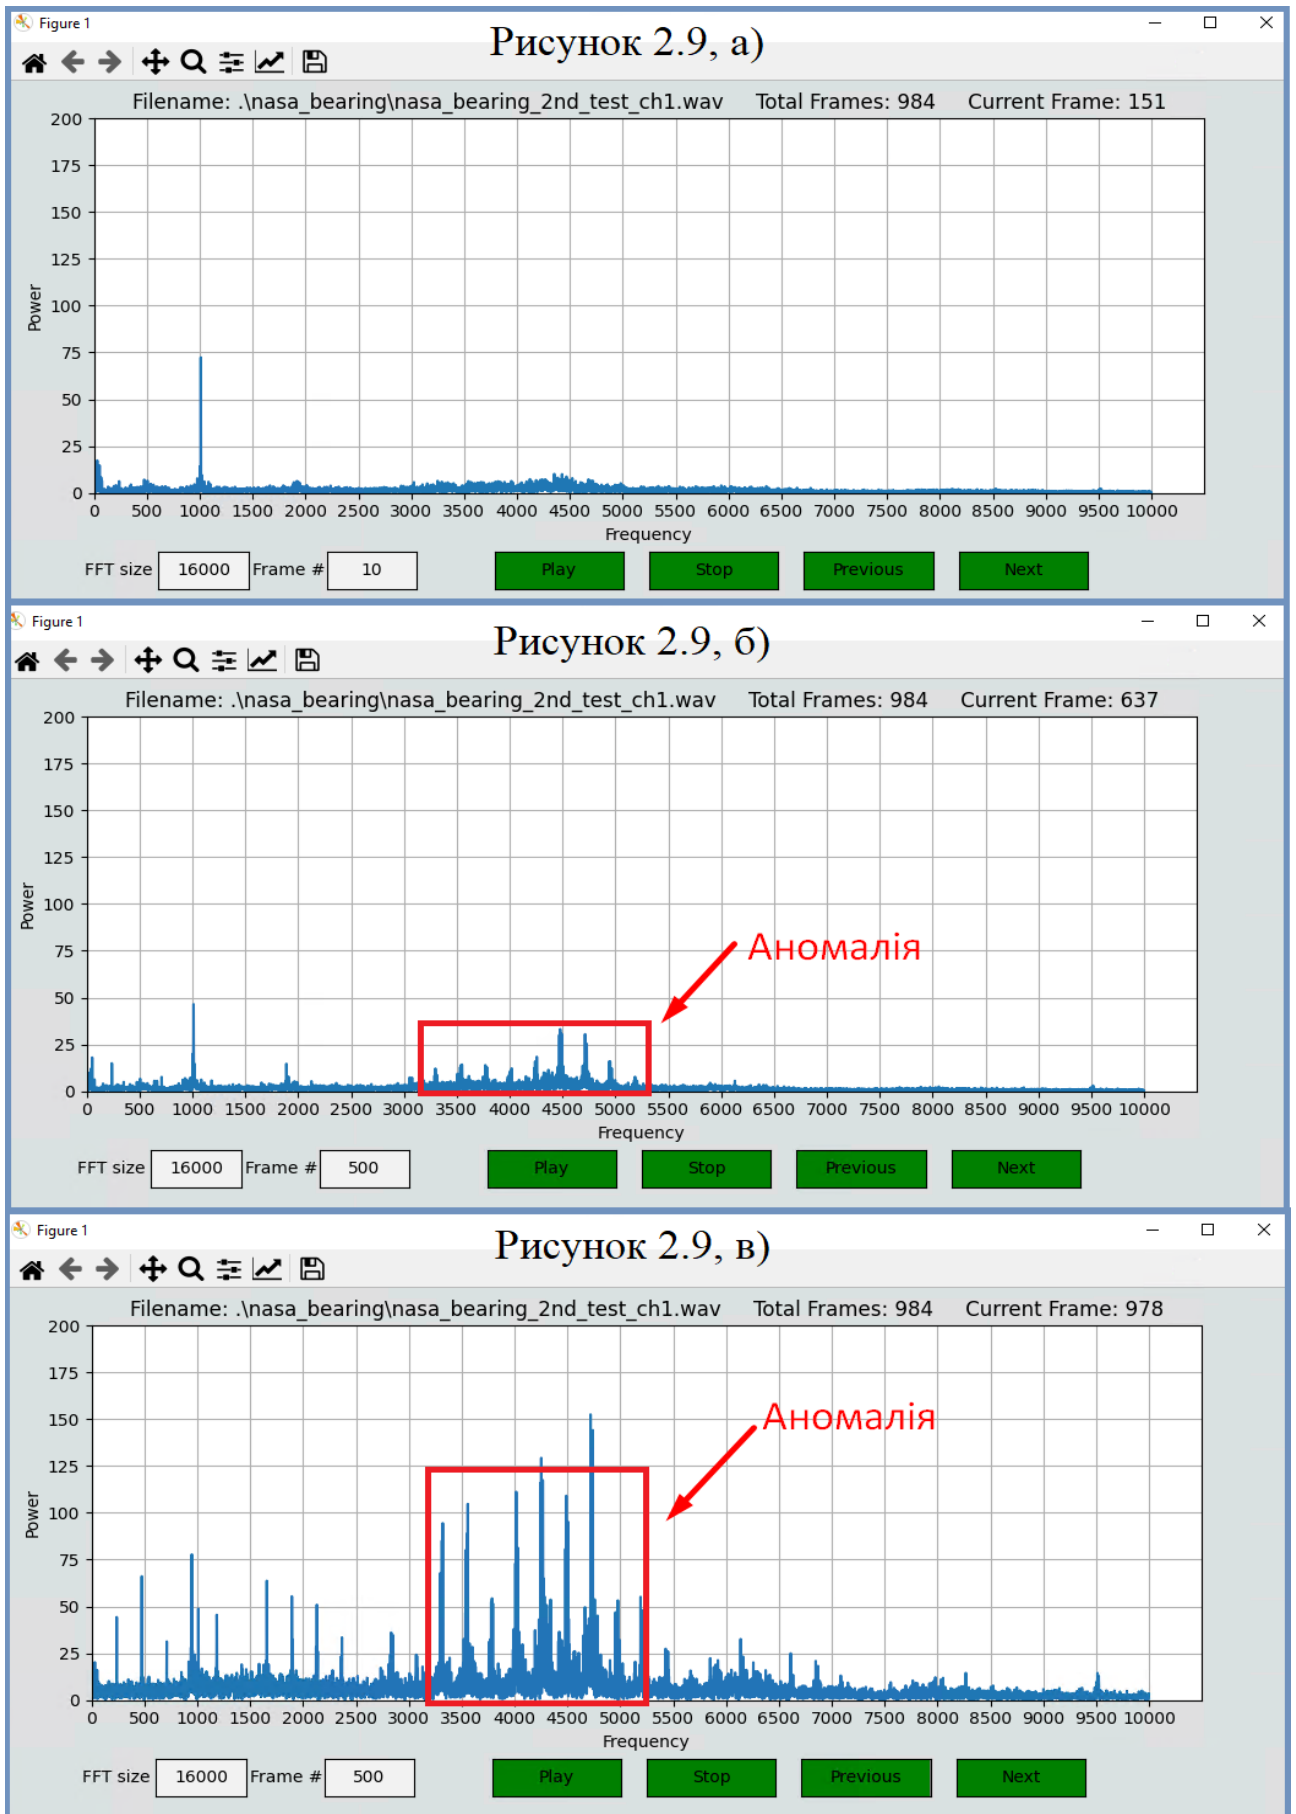 Figure 1
Рисунок 2.9, а)
Filename: .\nasa_bearing\nasa_bearing_2nd_test_ch1.wav Total Frames: 984 Current Frame: 151
200
175
150
125
100
75
50
25
0
Power
0 500 1000 1500 2000 2500 3000 3500 4000 4500 5000 5500 6000 6500 7000 7500 8000 8500 9000 9500 10000
Frequency
FFT size 16000 Frame # 10 Play Stop Previous Next
Figure 1
Рисунок 2.9, б)
Filename: .\nasa_bearing\nasa_bearing_2nd_test_ch1.wav Total Frames: 984 Current Frame: 637
200
175
150
125
100
75
50
25
0
Power
Аномалія
0 500 1000 1500 2000 2500 3000 3500 4000 4500 5000 5500 6000 6500 7000 7500 8000 8500 9000 9500 10000
Frequency
FFT size 16000 Frame # 500 Play Stop Previous Next
Figure 1
Рисунок 2.9, в)
Filename: .\nasa_bearing\nasa_bearing_2nd_test_ch1.wav Total Frames: 984 Current Frame: 978
200
175
150
125
100
75
50
25
0
Power
Аномалія
0 500 1000 1500 2000 2500 3000 3500 4000 4500 5000 5500 6000 6500 7000 7500 8000 8500 9000 9500 10000
Frequency
FFT size 16000 Frame # 500 Play Stop Previous Next